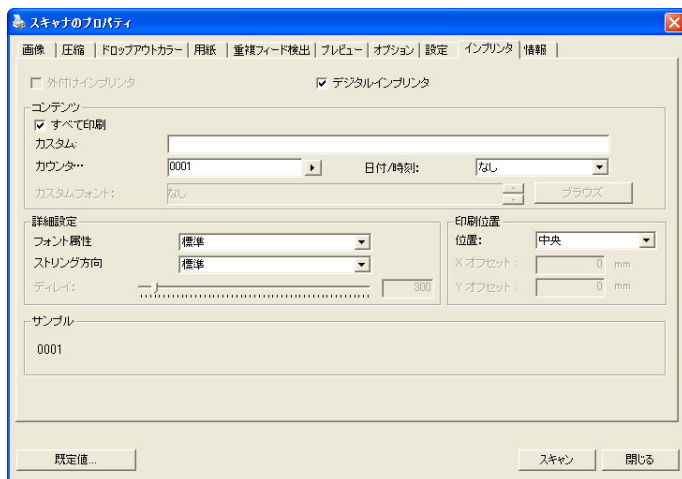 スキャナのプロパティ
画像 圧縮 ドロップアウトカラー 用紙 重複フィード検出 プレビュー オプション 設定 インプリンタ 情報
外付けインプリンタ デジタルインプリンタ
コンテンツ
すべて印刷
カスタム:
カウンタ… 0001 日付/時刻: なし
カスタムフォント: なし ブラウズ
詳細設定 印刷位置
フォント属性 標準 位置: 中央
ストリング方向 標準 Xオフセット: 0 mm
ディレイ: 300 Yオフセット: 0 mm
サンプル
0001
既定値... スキャン 閉じる